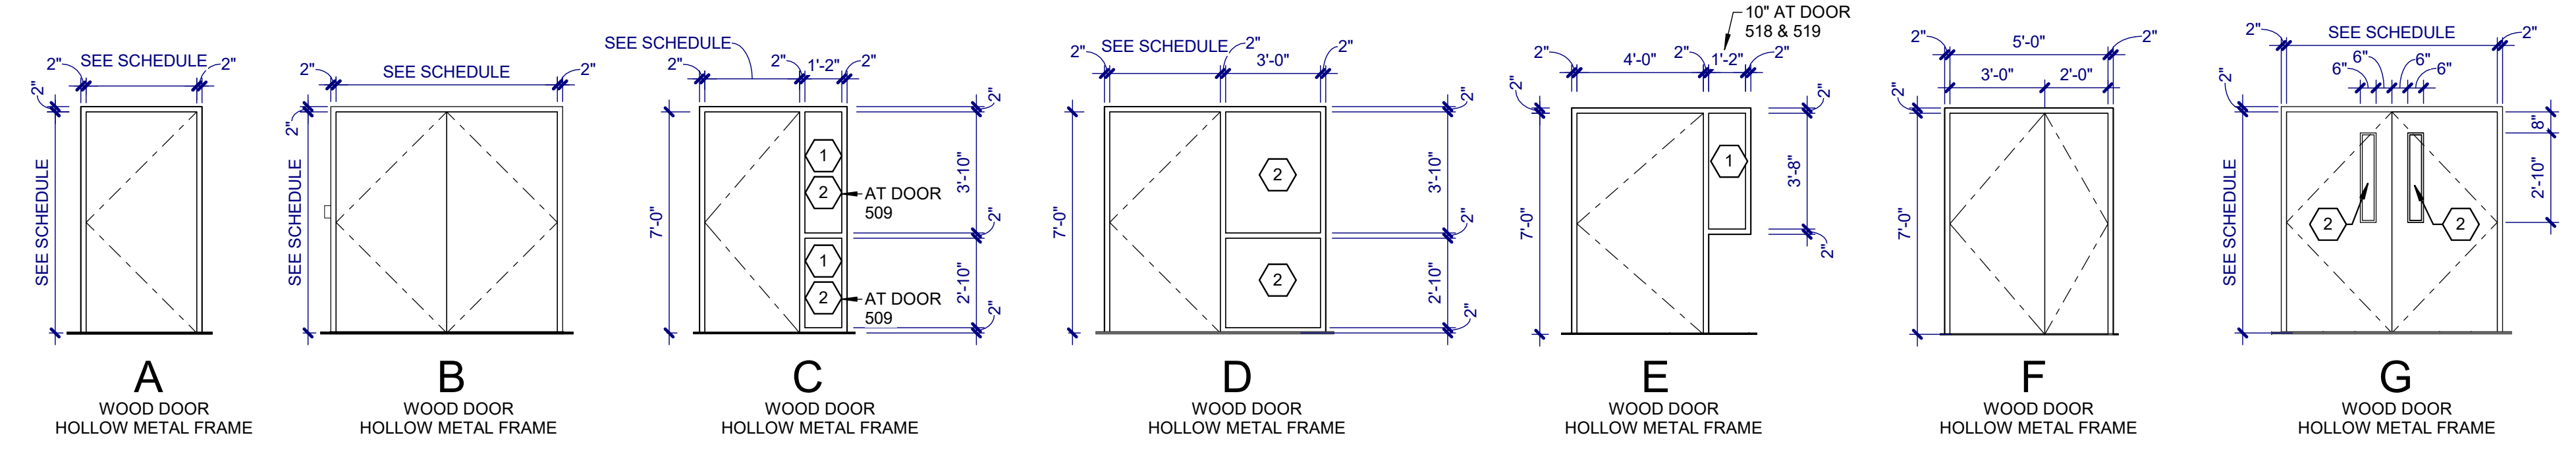 2"
SEE SCHEDULE
2"
2"
SEE SCHEDULE
A
WOOD DOOR
HOLLOW METAL FRAME
2"
SEE SCHEDULE
2"
2"
SEE SCHEDULE
B
WOOD DOOR
HOLLOW METAL FRAME
SEE SCHEDULE
2"
2"
1'-2"
2"
7'-0"
1
2
AT DOOR
509
1
2
AT DOOR
509
2"
3'-10"
2"
2'-10"
2"
C
WOOD DOOR
HOLLOW METAL FRAME
2"
SEE SCHEDULE
2"
3'-0"
2"
7'-0"
2
2
2"
3'-10"
2"
2'-10"
2"
D
WOOD DOOR
HOLLOW METAL FRAME
10" AT DOOR
518 & 519
2"
4'-0"
2"
1'-2"
2"
2"
7'-0"
1
2"
3'-8"
2"
E
WOOD DOOR
HOLLOW METAL FRAME
2"
5'-0"
2"
3'-0"
2'-0"
2"
7'-0"
F
WOOD DOOR
HOLLOW METAL FRAME
2"
SEE SCHEDULE
2"
6"
6"
6"
6"
2"
SEE SCHEDULE
2
2
8"
2'-10"
G
WOOD DOOR
HOLLOW METAL FRAME